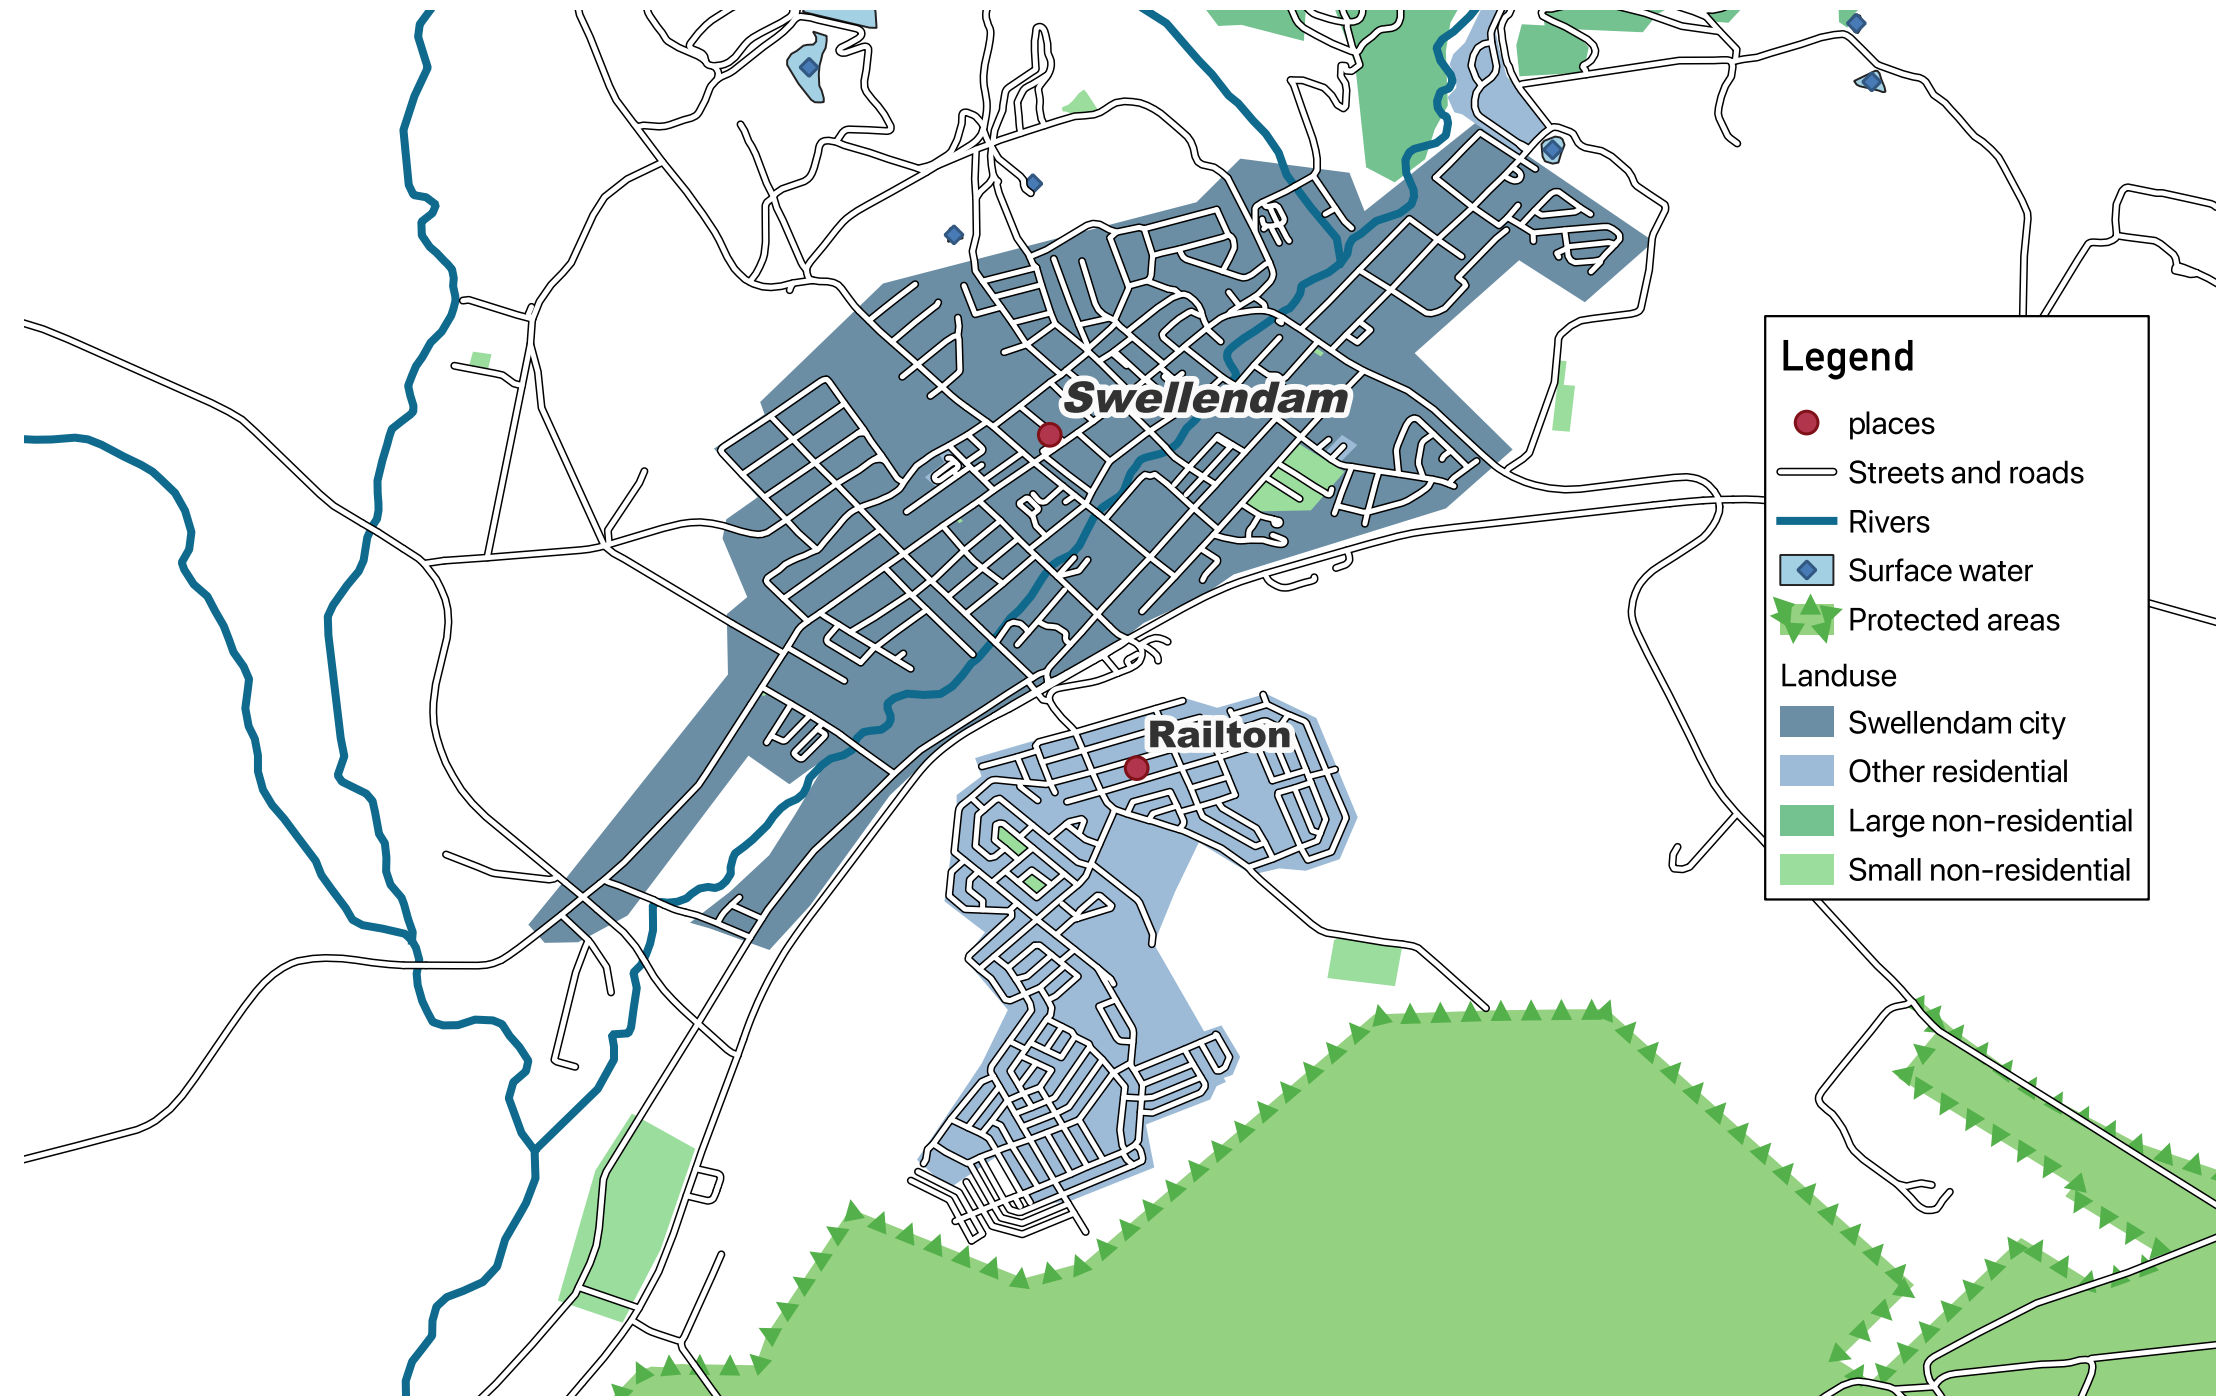 Swellendam
Railton
Legend
places
Streets and roads
Rivers
Surface water
Protected areas
Landuse
Swellendam city
Other residential
Large non-residential
Small non-residential